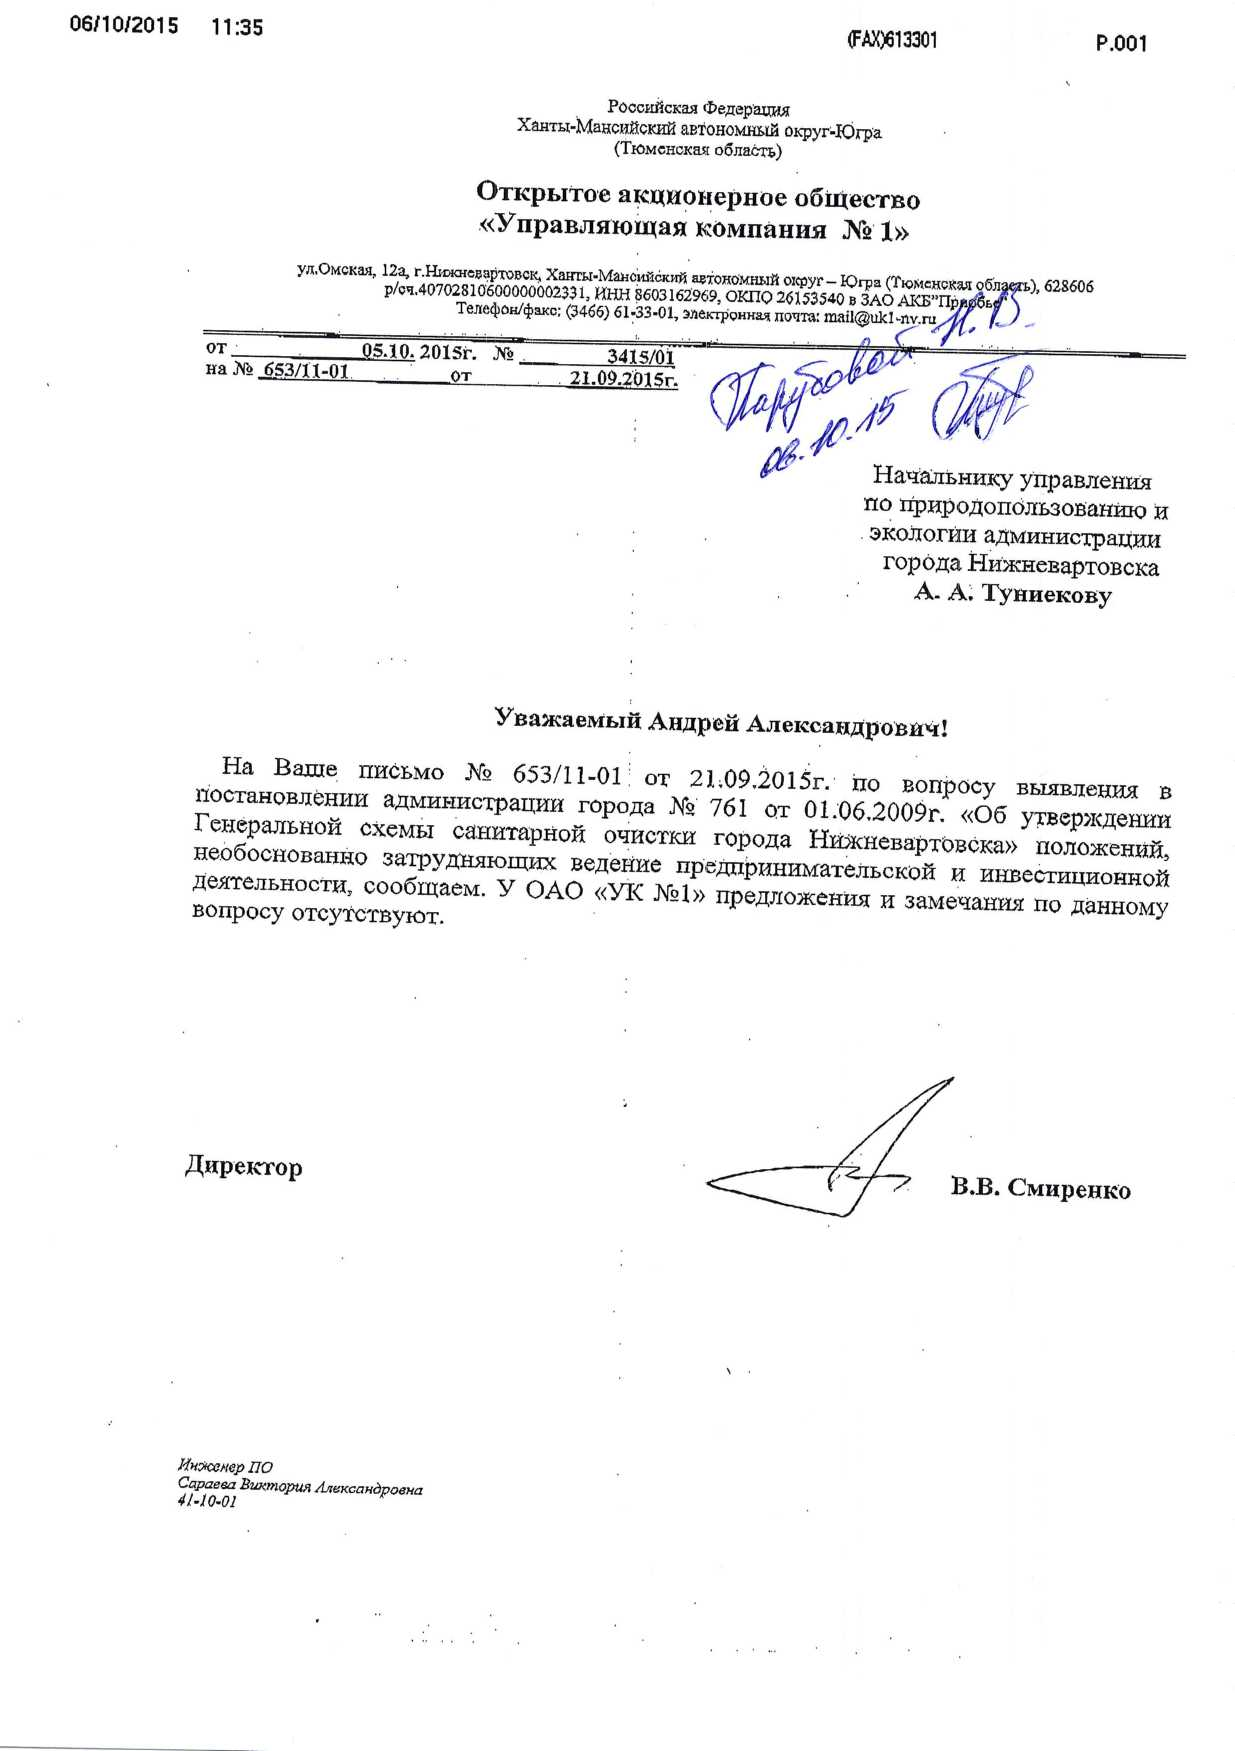 06/10/2015 11:35 (FAX)613301 P.001
Российская Федерация
Ханты-Мансийский автономный округ-Югра
(Тюменская область)
Открытое акционерное общество
«Управляющая компания № 1»
ул.Омская, 12а, г.Нижневартовск, Ханты-Мансийский автономный округ – Югра (Тюменская область), 628606
р/сч.40702810600000002331, ИНН 8603162969, ОКПО 26153540 в ЗАО АКБ"Приобье"
Телефон/факс: (3466) 61-33-01, электронная почта: mail@uk1-nv.ru
от 05.10. 2015г. № 3415/01
на № 653/11-01 от 21.09.2015г.
Парубовой Н.В.
06.10.15
Начальнику управления
по природопользованию и
экологии администрации
города Нижневартовска
А. А. Туниекову
Уважаемый Андрей Александрович!
На Ваше письмо № 653/11-01 от 21.09.2015г. по вопросу выявления в
постановлении администрации города № 761 от 01.06.2009г. «Об утверждении
Генеральной схемы санитарной очистки города Нижневартовска» положений,
необоснованно затрудняющих ведение предпринимательской и инвестиционной
деятельности, сообщаем. У ОАО «УК №1» предложения и замечания по данному
вопросу отсутствуют.
Директор В.В. Смиренко
Инженер ПО
Сараева Виктория Александровна
41-10-01